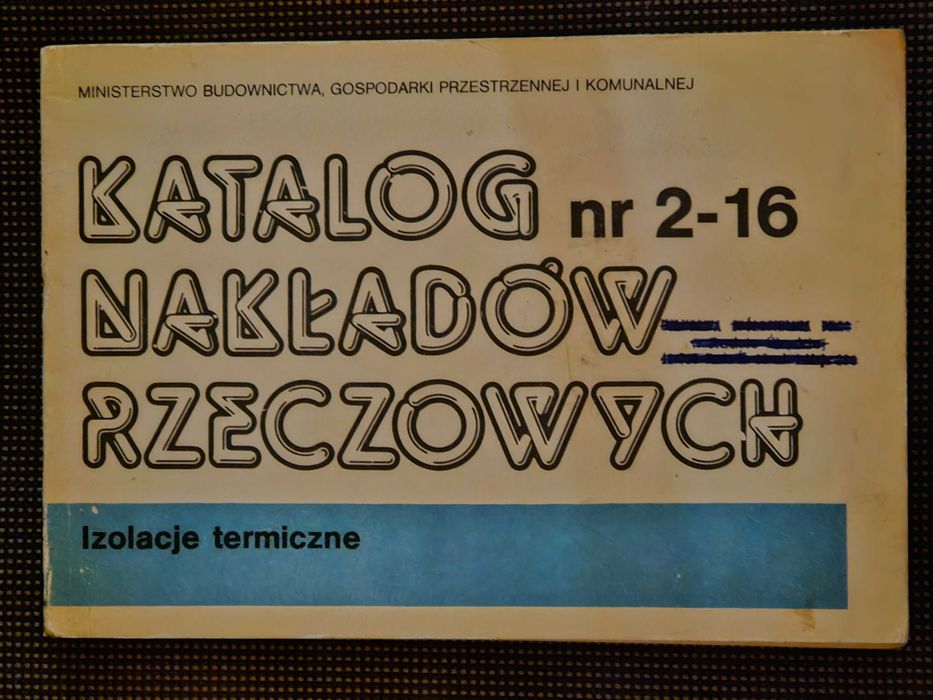 MINISTERSTWO BUDOWNICTWA, GOSPODARKI PRZESTRZENNEJ I KOMUNALNEJ
KATALOG nr 2-16
NAKŁADÓW
RZECZOWYCH
Izolacje termiczne